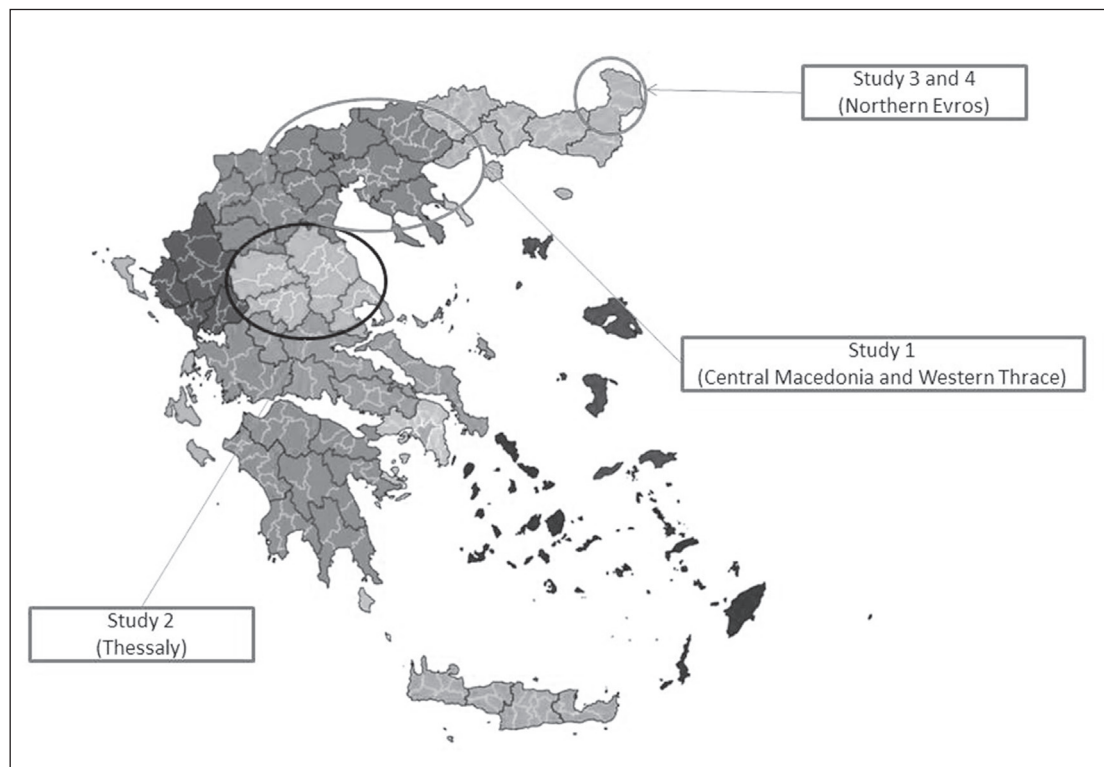 Study 3 and 4
(Northern Evros)
Study 1
(Central Macedonia and Western Thrace)
Study 2
(Thessaly)